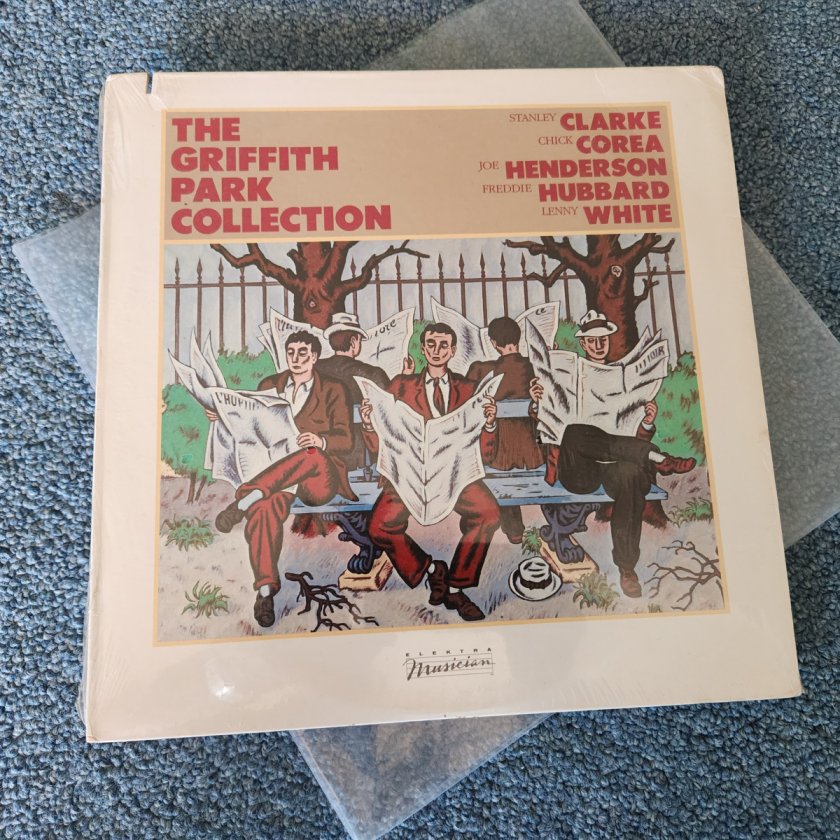 THE
GRIFFITH
PARK
COLLECTION
STANLEY CLARKE
CHICK COREA
JOE HENDERSON
FREDDIE HUBBARD
LENNY WHITE
ELEKTRA
Musician